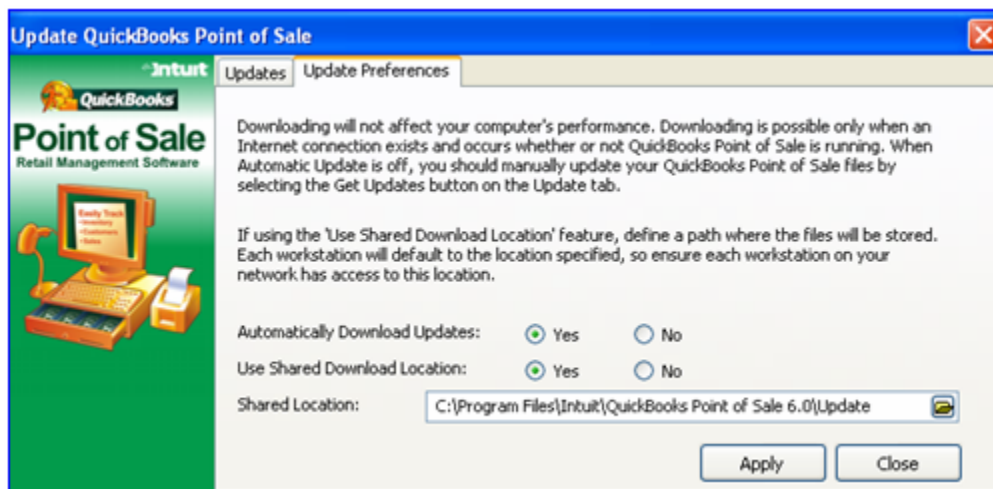 Update QuickBooks Point of Sale
Intuit
QuickBooks
Point of Sale
Retail Management Software
Easily Track
•Inventory
•Customers
•Sales
Updates
Update Preferences
Downloading will not affect your computer's performance. Downloading is possible only when an
Internet connection exists and occurs whether or not QuickBooks Point of Sale is running. When
Automatic Update is off, you should manually update your QuickBooks Point of Sale files by
selecting the Get Updates button on the Update tab.
If using the 'Use Shared Download Location' feature, define a path where the files will be stored.
Each workstation will default to the location specified, so ensure each workstation on your
network has access to this location.
Automatically Download Updates: Yes No
Use Shared Download Location: Yes No
Shared Location: C:\Program Files\Intuit\QuickBooks Point of Sale 6.0\Update
Apply Close